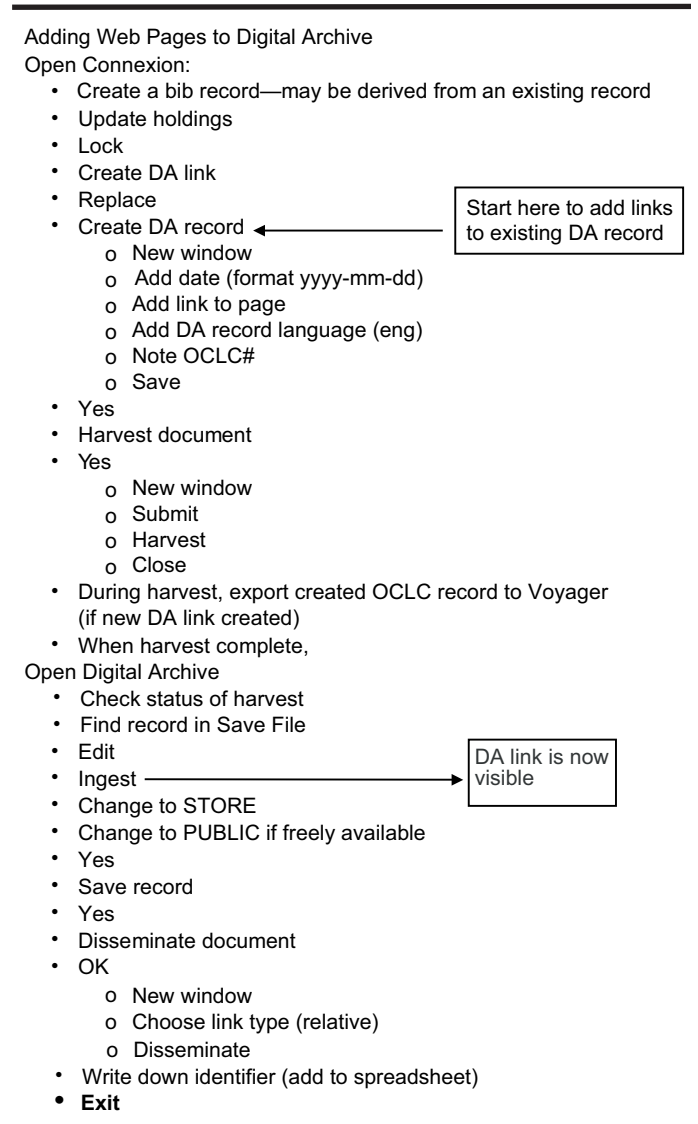 Adding Web Pages to Digital Archive
Open Connexion:
• Create a bib record—may be derived from an existing record
• Update holdings
• Lock
• Create DA link
• Replace
• Create DA record
Start here to add links
to existing DA record
o New window
o Add date (format yyyy-mm-dd)
o Add link to page
o Add DA record language (eng)
o Note OCLC#
o Save
• Yes
• Harvest document
• Yes
o New window
o Submit
o Harvest
o Close
• During harvest, export created OCLC record to Voyager
(if new DA link created)
• When harvest complete,
Open Digital Archive
• Check status of harvest
• Find record in Save File
• Edit
• Ingest
DA link is now
visible
• Change to STORE
• Change to PUBLIC if freely available
• Yes
• Save record
• Yes
• Disseminate document
• OK
o New window
o Choose link type (relative)
o Disseminate
• Write down identifier (add to spreadsheet)
• Exit